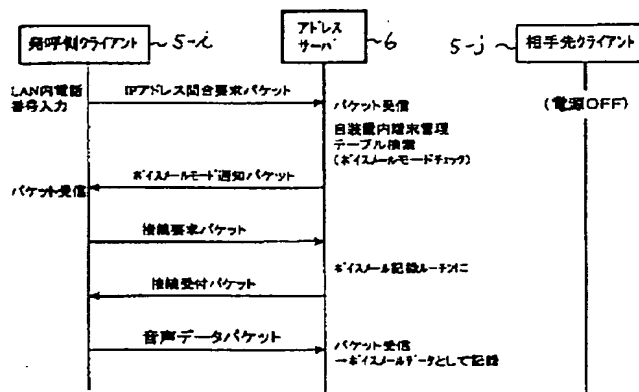 発呼側クライアント
5-i
アドレス
サーバ
6
5-j
相手先クライアント
LAN内電話
番号入力
IPアドレス問合要求パケット
パケット受信
(電源OFF)
自装置内端末管理
テーブル検索
(ボイスメールモードチェック)
ボイスメールモード通知パケット
パケット受信
接続要求パケット
ボイスメール記録ルーチンに
接続受付パケット
音声データパケット
パケット受信
→ボイスメールデータとして記録